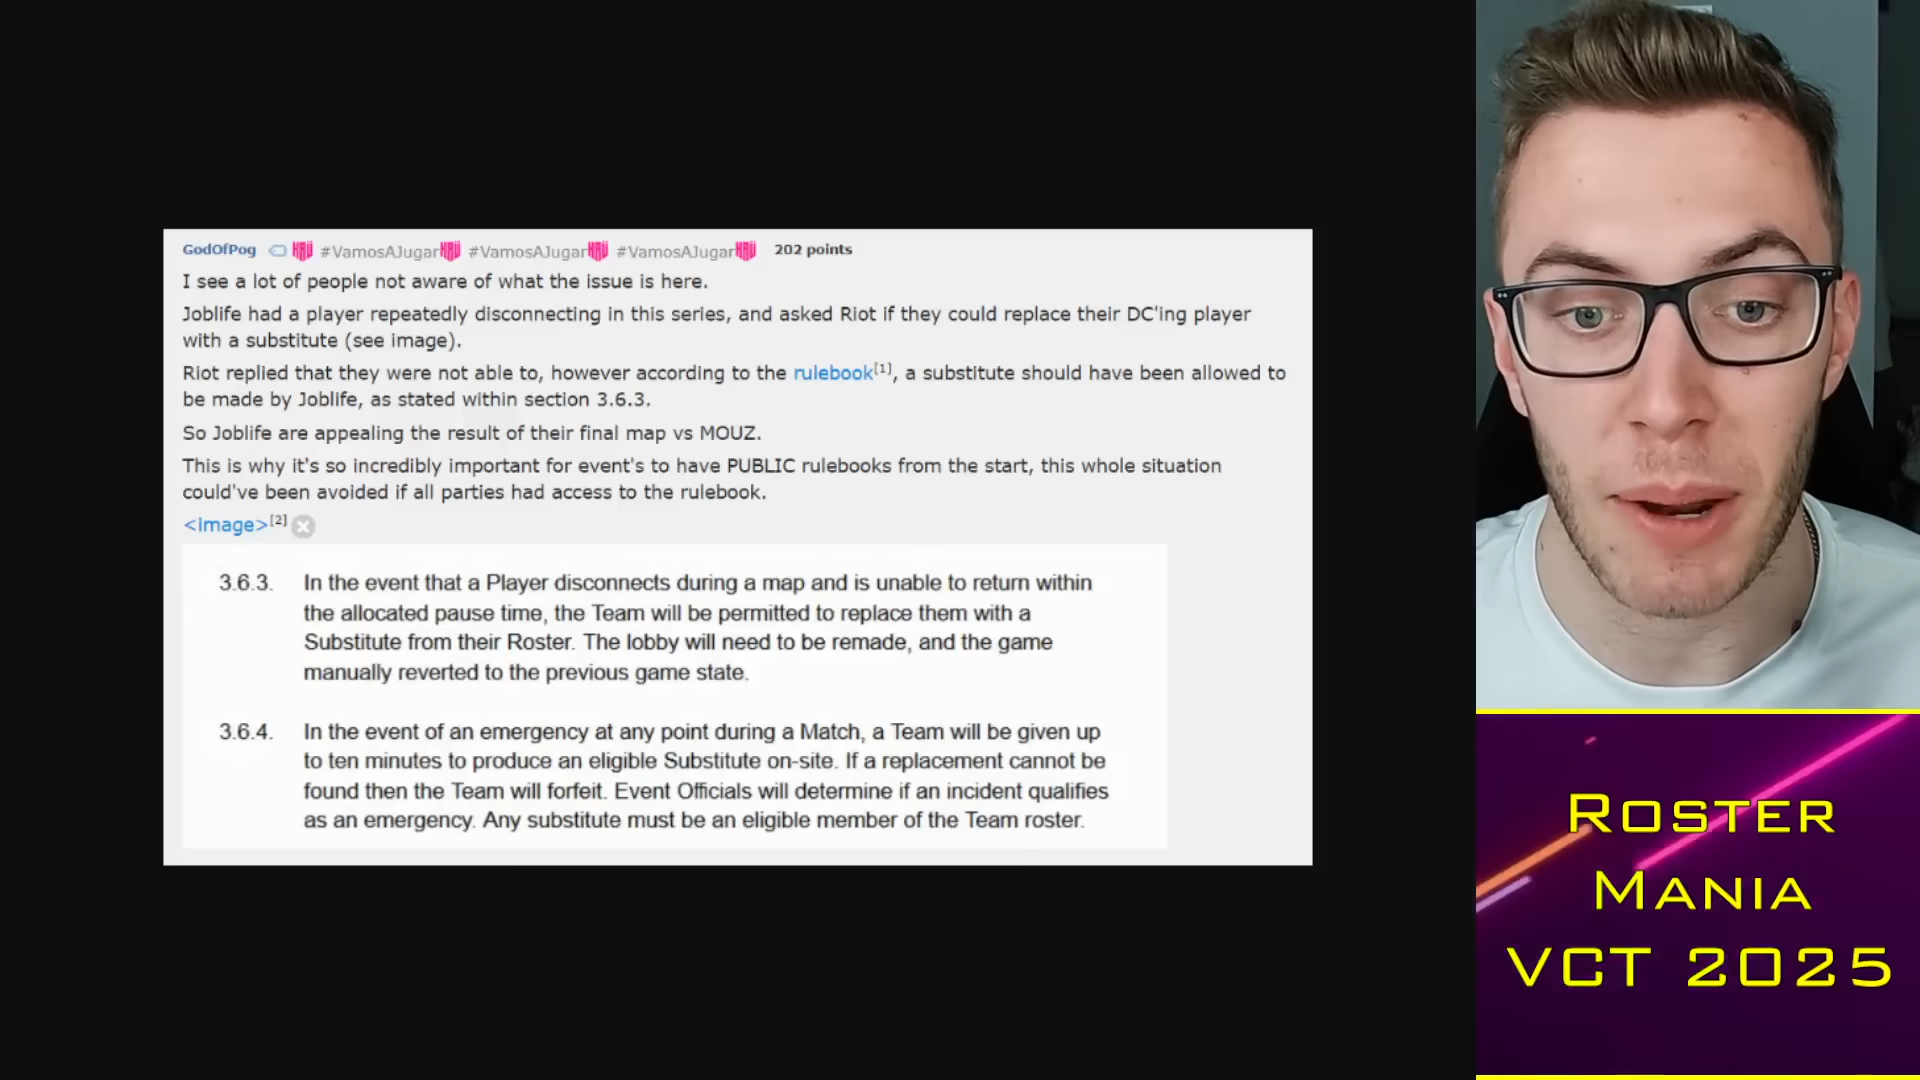 GodOfPog KRÜ #VamosAJugar KRÜ #VamosAJugar KRÜ #VamosAJugar KRÜ 202 points
I see a lot of people not aware of what the issue is here.
Joblife had a player repeatedly disconnecting in this series, and asked Riot if they could replace their DC'ing player
with a substitute (see image).
Riot replied that they were not able to, however according to the rulebook[1], a substitute should have been allowed to
be made by Joblife, as stated within section 3.6.3.
So Joblife are appealing the result of their final map vs MOUZ.
This is why it's so incredibly important for event's to have PUBLIC rulebooks from the start, this whole situation
could've been avoided if all parties had access to the rulebook.
<image>[2]
3.6.3. In the event that a Player disconnects during a map and is unable to return within
the allocated pause time, the Team will be permitted to replace them with a
Substitute from their Roster. The lobby will need to be remade, and the game
manually reverted to the previous game state.
3.6.4. In the event of an emergency at any point during a Match, a Team will be given up
to ten minutes to produce an eligible Substitute on-site. If a replacement cannot be
found then the Team will forfeit. Event Officials will determine if an incident qualifies
as an emergency. Any substitute must be an eligible member of the Team roster.
ROSTER
MANIA
VCT 2025